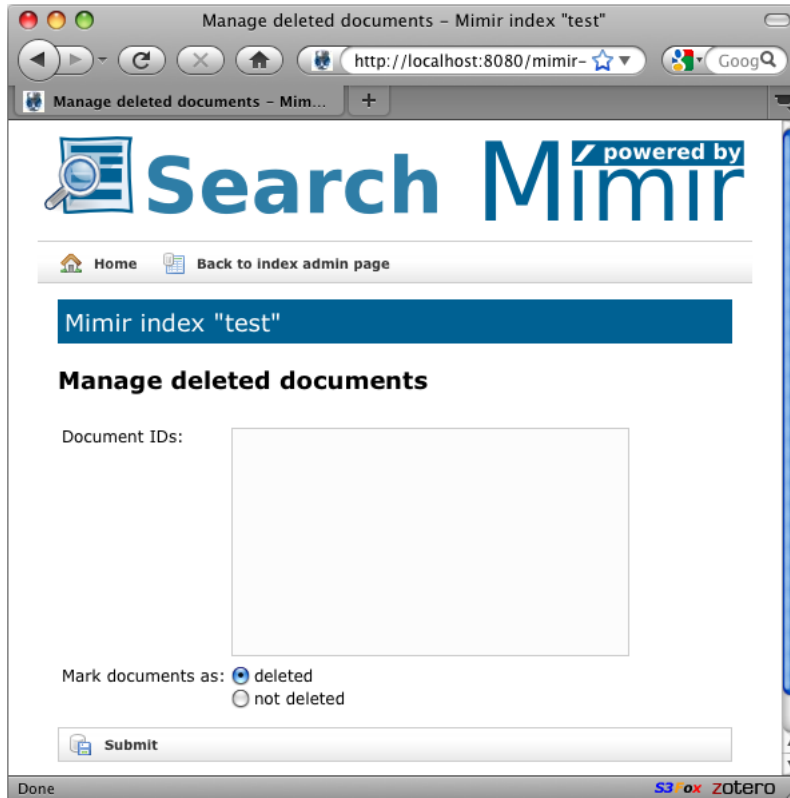 Manage deleted documents – Mimir index "test"
http://localhost:8080/mimir-
Goog
Manage deleted documents – Mim...
+
Search
powered by
Mímir
Home
Back to index admin page
Mimir index "test"
Manage deleted documents
Document IDs:
Mark documents as:
deleted
not deleted
Submit
Done
S3Fox zotero